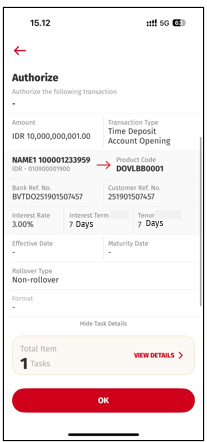 15.12
5G 63
Authorize
Authorize the following transaction
-
Amount
IDR 10,000,000,001.00
Transaction Type
Time Deposit
Account Opening
NAME1 100001233959
IDR - 010900001900
Product Code
DOVLBB0001
Bank Ref. No.
BVTDO251901507457
Customer Ref. No.
251901507457
Interest Rate
3.00%
Interest Term
7 Days
Tenor
7 Days
Effective Date
-
Maturity Date
-
Rollover Type
Non-rollover
Format
-
Hide Task Details
Total Item
1 Tasks
VIEW DETAILS
OK